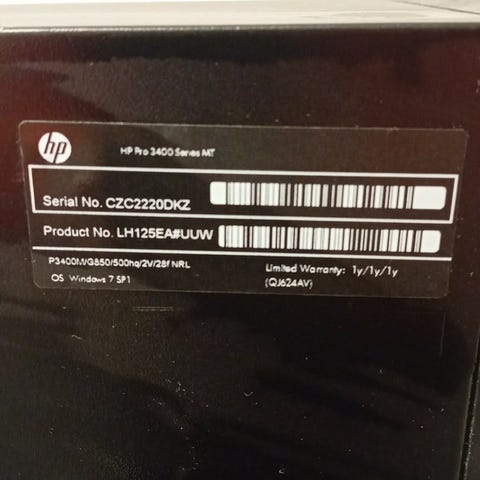 hp
HP Pro 3400 Series MT
Serial No. CZC2220DKZ
Product No. LH125EA#UUW
P3400M/G850/500hq/2V/28f NRL
OS Windows 7 SP1
Limited Warranty: 1y/1y/1y
(QJ624AV)